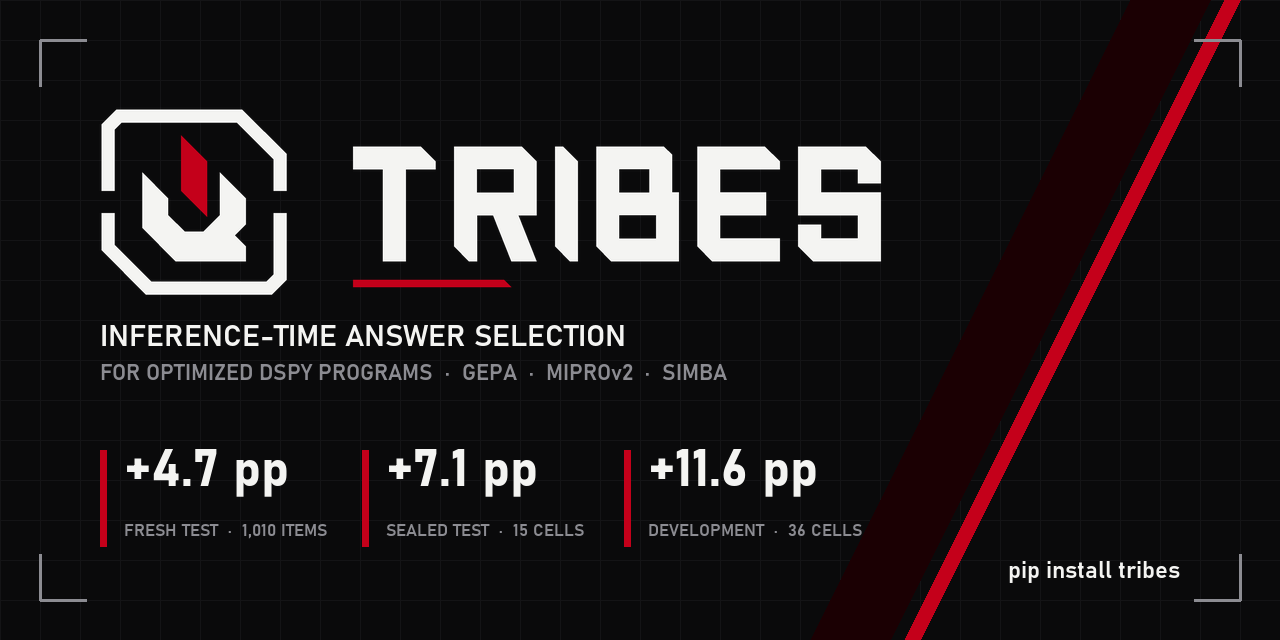 TRIBES
INFERENCE-TIME ANSWER SELECTION
FOR OPTIMIZED DSPY PROGRAMS · GEPA · MIPROv2 · SIMBA
+4.7 pp
FRESH TEST · 1,010 ITEMS
+7.1 pp
SEALED TEST · 15 CELLS
+11.6 pp
DEVELOPMENT · 36 CELLS
pip install tribes